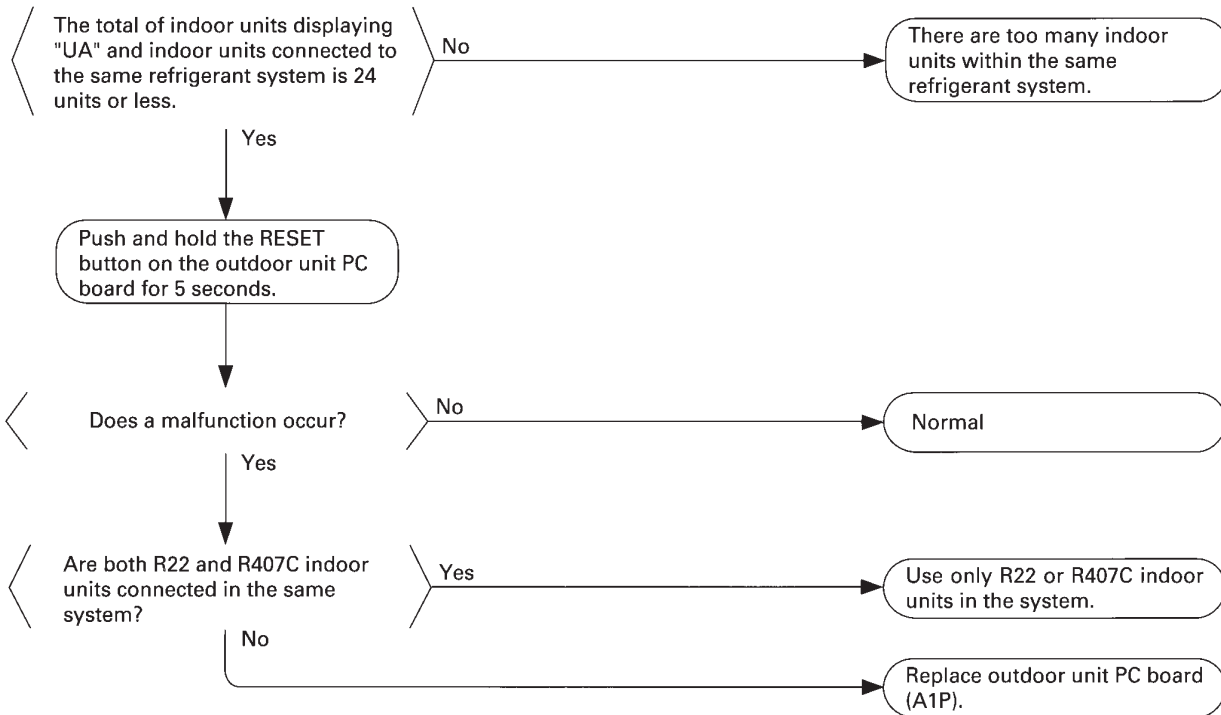 The total of indoor units displaying
"UA" and indoor units connected to
the same refrigerant system is 24
units or less.
No
There are too many indoor
units within the same
refrigerant system.
Yes
Push and hold the RESET
button on the outdoor unit PC
board for 5 seconds.
Does a malfunction occur?
No
Normal
Yes
Are both R22 and R407C indoor
units connected in the same
system?
Yes
Use only R22 or R407C indoor
units in the system.
No
Replace outdoor unit PC board
(A1P).